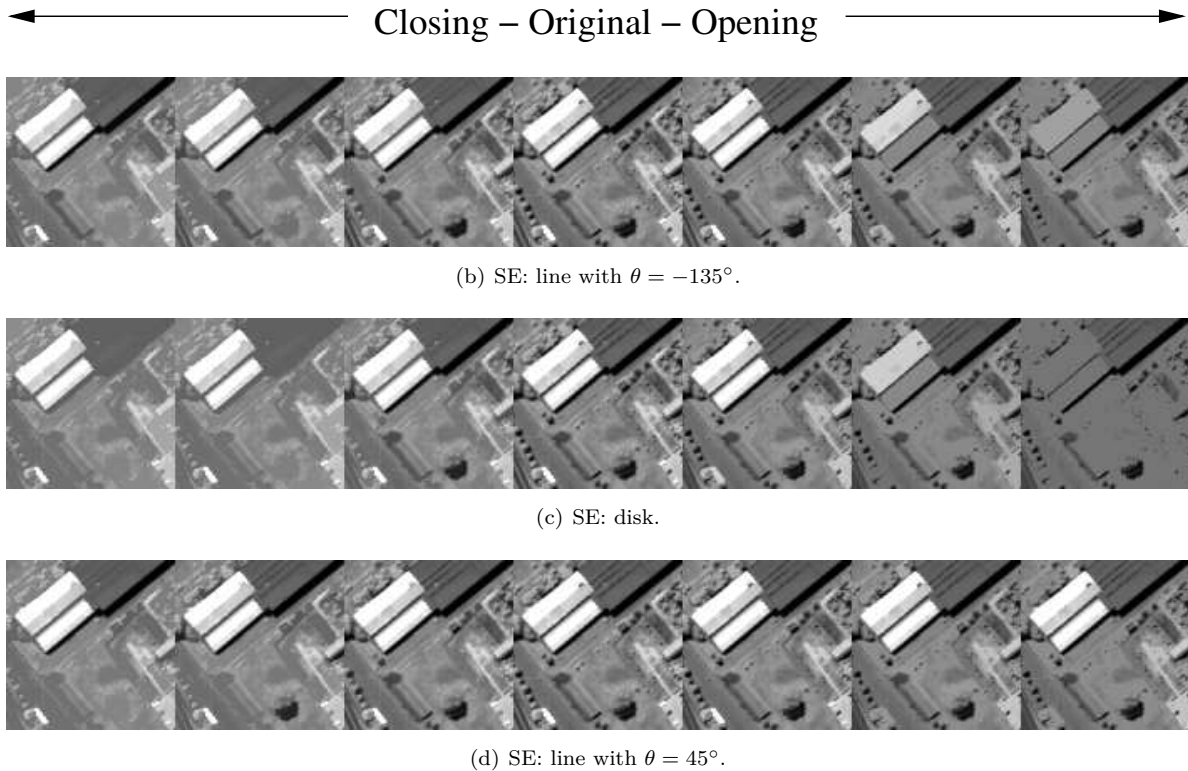 Closing – Original – Opening
(b) SE: line with θ = −135°.
(c) SE: disk.
(d) SE: line with θ = 45°.